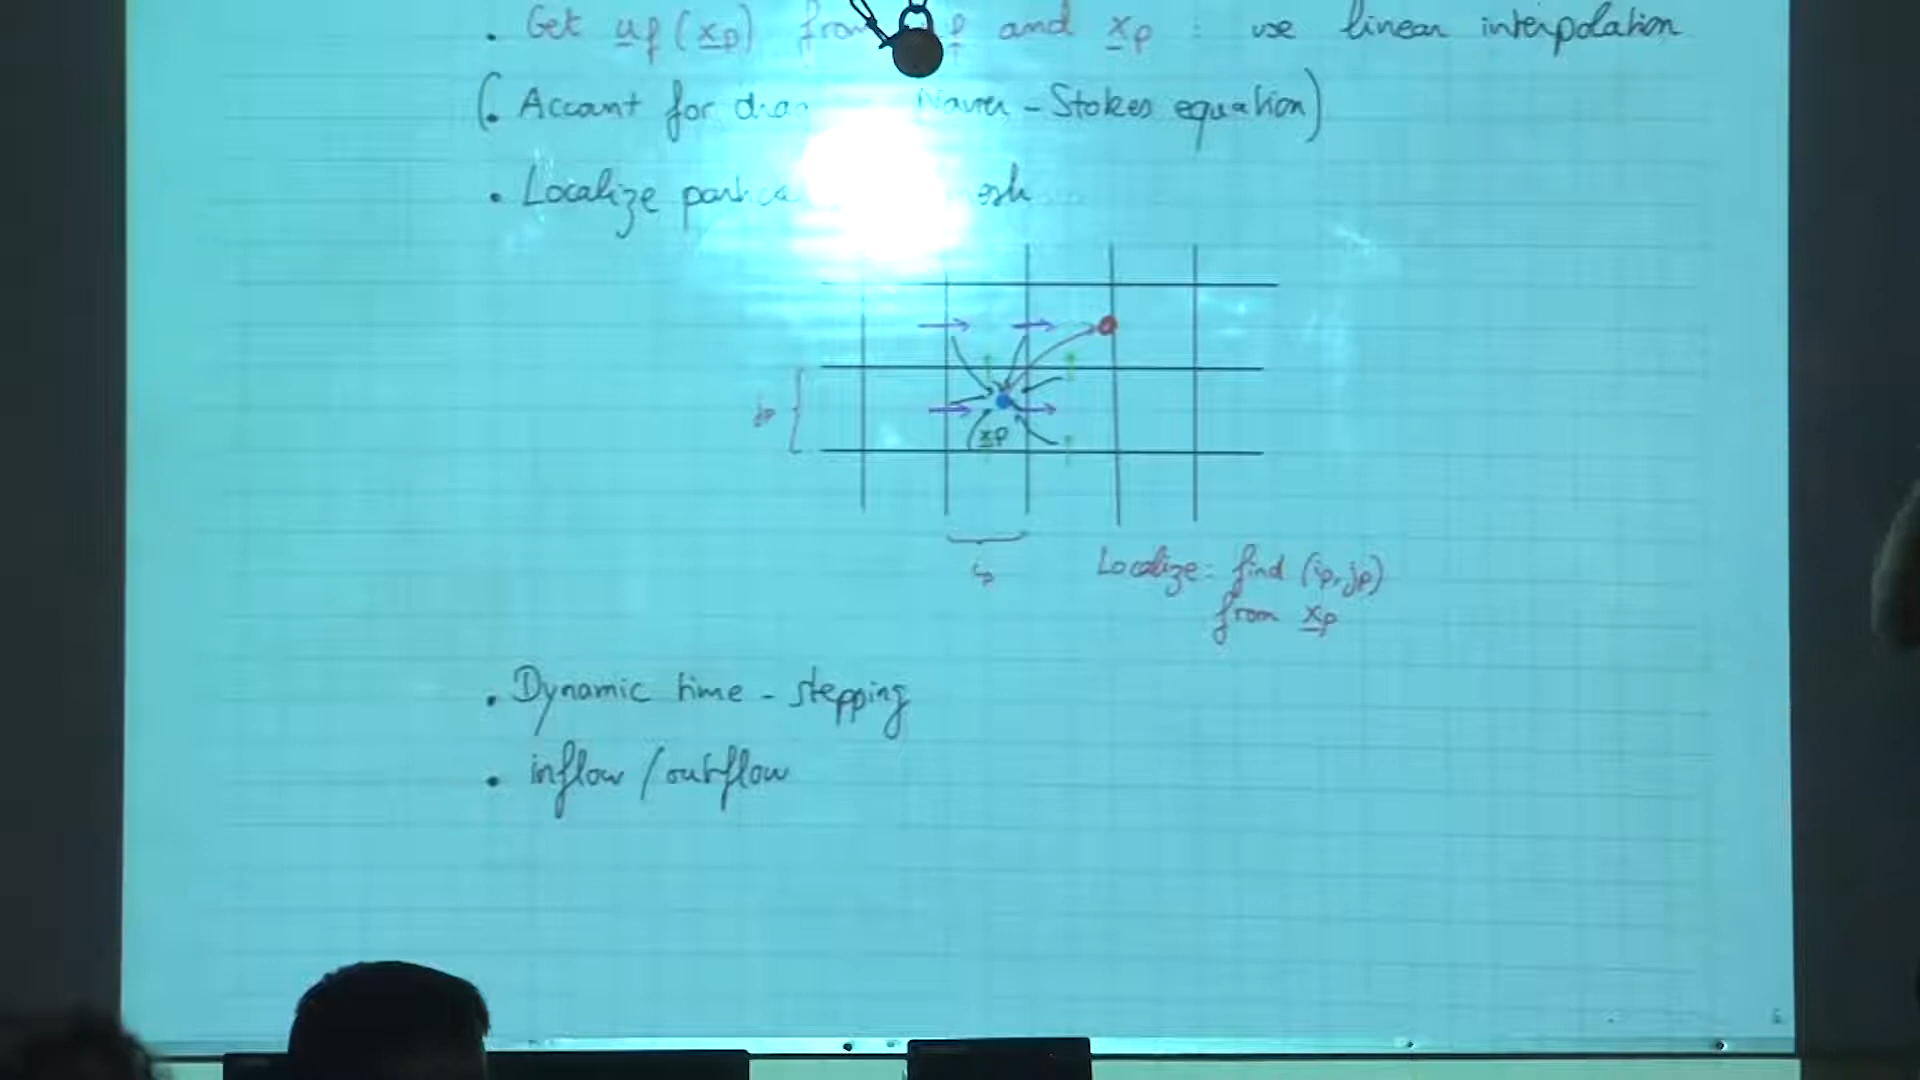 • Get uf(xp) from and xp : use linear interpolation
(• Account for Navier-Stokes equation)
• Localize
jp
xp
ip
Localize: find (ip, jp)
from xp
• Dynamic time-stepping
• inflow/outflow